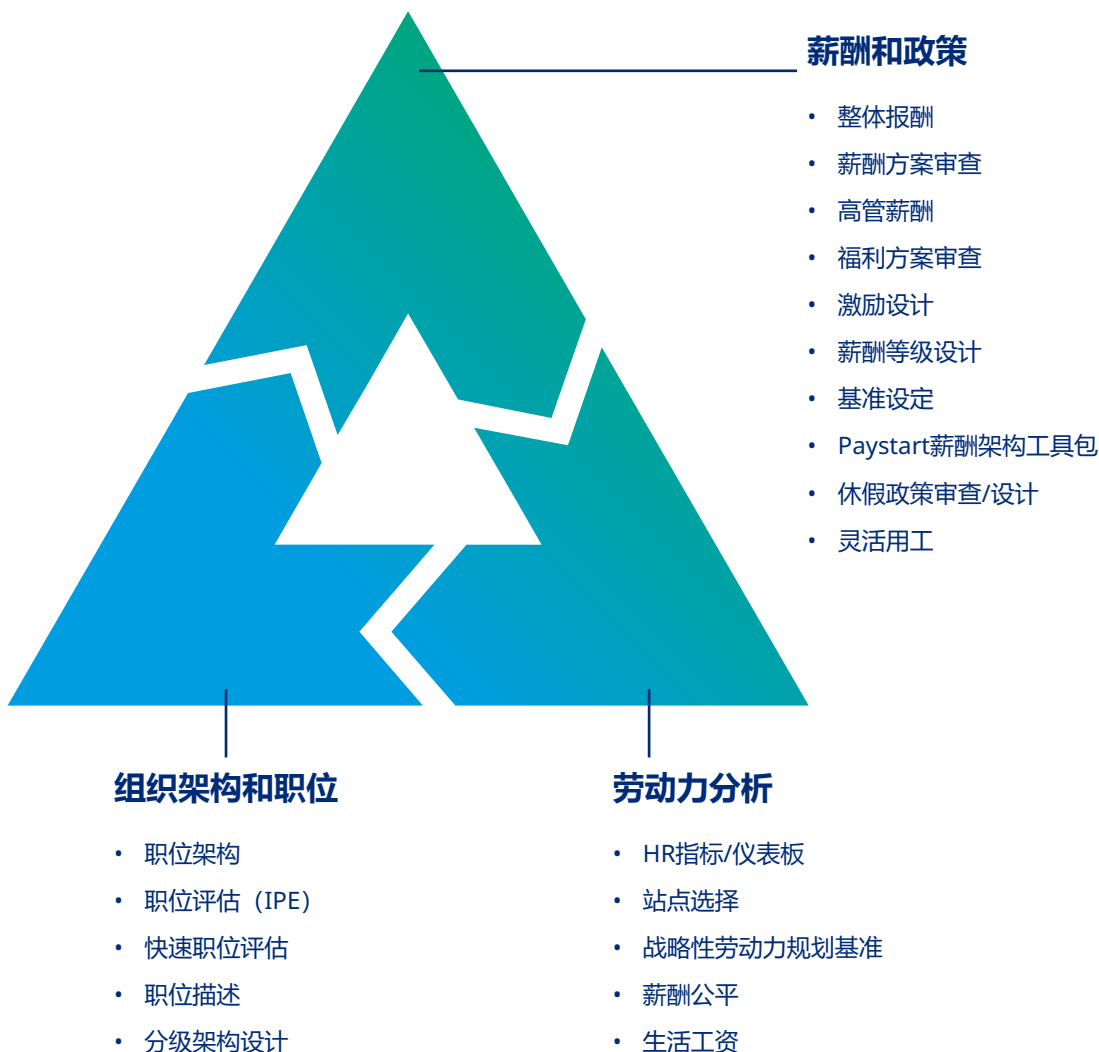 薪酬和政策
• 整体报酬
• 薪酬方案审查
• 高管薪酬
• 福利方案审查
• 激励设计
• 薪酬等级设计
• 基准设定
• Paystart薪酬架构工具包
• 休假政策审查/设计
• 灵活用工
组织架构和职位
• 职位架构
• 职位评估（IPE）
• 快速职位评估
• 职位描述
• 分级架构设计
劳动力分析
• HR指标/仪表板
• 站点选择
• 战略性劳动力规划基准
• 薪酬公平
• 生活工资